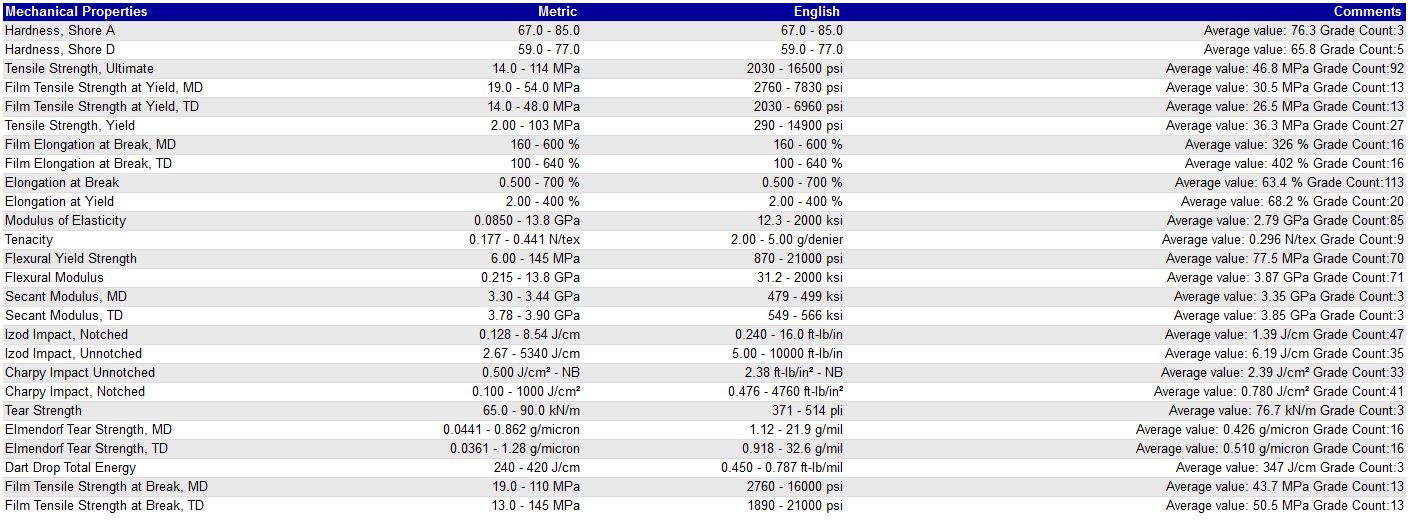 Mechanical Properties Metric English Comments
Hardness, Shore A 67.0 - 85.0 67.0 - 85.0 Average value: 76.3 Grade Count:3
Hardness, Shore D 59.0 - 77.0 59.0 - 77.0 Average value: 65.8 Grade Count:5
Tensile Strength, Ultimate 14.0 - 114 MPa 2030 - 16500 psi Average value: 46.8 MPa Grade Count:92
Film Tensile Strength at Yield, MD 19.0 - 54.0 MPa 2760 - 7830 psi Average value: 30.5 MPa Grade Count:13
Film Tensile Strength at Yield, TD 14.0 - 48.0 MPa 2030 - 6960 psi Average value: 26.5 MPa Grade Count:13
Tensile Strength, Yield 2.00 - 103 MPa 290 - 14900 psi Average value: 36.3 MPa Grade Count:27
Film Elongation at Break, MD 160 - 600 % 160 - 600 % Average value: 326 % Grade Count:16
Film Elongation at Break, TD 100 - 640 % 100 - 640 % Average value: 402 % Grade Count:16
Elongation at Break 0.500 - 700 % 0.500 - 700 % Average value: 63.4 % Grade Count:113
Elongation at Yield 2.00 - 400 % 2.00 - 400 % Average value: 68.2 % Grade Count:20
Modulus of Elasticity 0.0850 - 13.8 GPa 12.3 - 2000 ksi Average value: 2.79 GPa Grade Count:85
Tenacity 0.177 - 0.441 N/tex 2.00 - 5.00 g/denier Average value: 0.296 N/tex Grade Count:9
Flexural Yield Strength 6.00 - 145 MPa 870 - 21000 psi Average value: 77.5 MPa Grade Count:70
Flexural Modulus 0.215 - 13.8 GPa 31.2 - 2000 ksi Average value: 3.87 GPa Grade Count:71
Secant Modulus, MD 3.30 - 3.44 GPa 479 - 499 ksi Average value: 3.35 GPa Grade Count:3
Secant Modulus, TD 3.78 - 3.90 GPa 549 - 566 ksi Average value: 3.85 GPa Grade Count:3
Izod Impact, Notched 0.128 - 8.54 J/cm 0.240 - 16.0 ft-lb/in Average value: 1.39 J/cm Grade Count:47
Izod Impact, Unnotched 2.67 - 5340 J/cm 5.00 - 10000 ft-lb/in Average value: 6.19 J/cm Grade Count:35
Charpy Impact Unnotched 0.500 J/cm² - NB 2.38 ft-lb/in² - NB Average value: 2.39 J/cm² Grade Count:33
Charpy Impact, Notched 0.100 - 1000 J/cm² 0.476 - 4760 ft-lb/in² Average value: 0.780 J/cm² Grade Count:41
Tear Strength 65.0 - 90.0 kN/m 371 - 514 pli Average value: 76.7 kN/m Grade Count:3
Elmendorf Tear Strength, MD 0.0441 - 0.862 g/micron 1.12 - 21.9 g/mil Average value: 0.426 g/micron Grade Count:16
Elmendorf Tear Strength, TD 0.0361 - 1.28 g/micron 0.918 - 32.6 g/mil Average value: 0.510 g/micron Grade Count:16
Dart Drop Total Energy 240 - 420 J/cm 0.450 - 0.787 ft-lb/mil Average value: 347 J/cm Grade Count:3
Film Tensile Strength at Break, MD 19.0 - 110 MPa 2760 - 16000 psi Average value: 43.7 MPa Grade Count:13
Film Tensile Strength at Break, TD 13.0 - 145 MPa 1890 - 21000 psi Average value: 50.5 MPa Grade Count:13